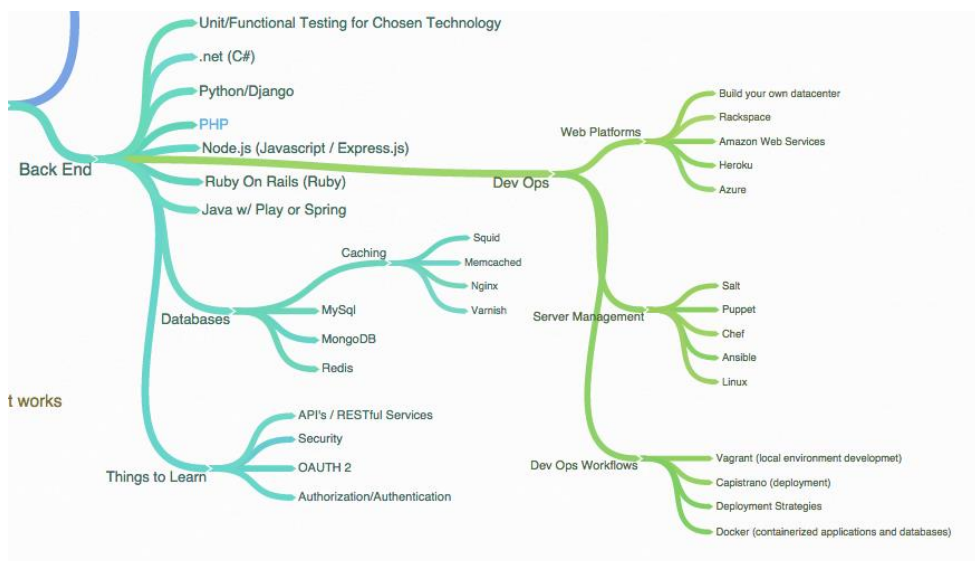 Unit/Functional Testing for Chosen Technology
.net (C#)
Python/Django
PHP
Node.js (Javascript / Express.js)
Back End
Ruby On Rails (Ruby)
Java w/ Play or Spring
Dev Ops
Web Platforms
Build your own datacenter
Rackspace
Amazon Web Services
Heroku
Azure
Databases
Caching
Squid
Memcached
Nginx
Varnish
MySql
MongoDB
Redis
Server Management
Salt
Puppet
Chef
Ansible
Linux
t works
Things to Learn
API's / RESTful Services
Security
OAUTH 2
Authorization/Authentication
Dev Ops Workflows
Vagrant (local environment developmet)
Capistrano (deployment)
Deployment Strategies
Docker (containerized applications and databases)